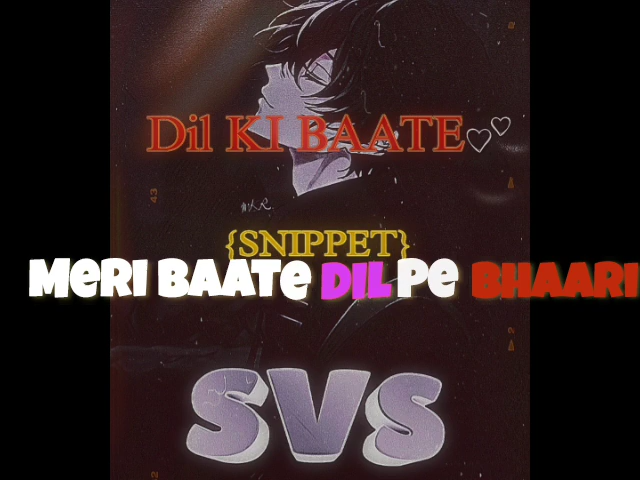 Dil KI BAATE♡♡
{SNIPPET}
MERI BAATE DIL PE BHAARI
SVS